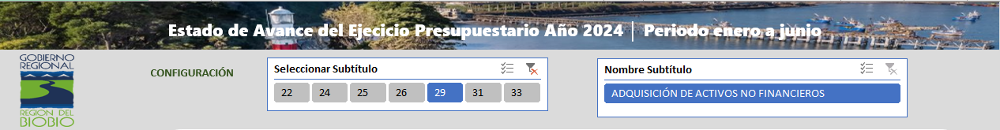 Estado de Avance del Ejecicio Presupuestario Año 2024 | Periodo enero a junio
GOBIERNO
REGIONAL
REGION DEL
BIOBIO
CONFIGURACIÓN
Seleccionar Subtítulo
22 24 25 26 29 31 33
Nombre Subtítulo
ADQUISICIÓN DE ACTIVOS NO FINANCIEROS